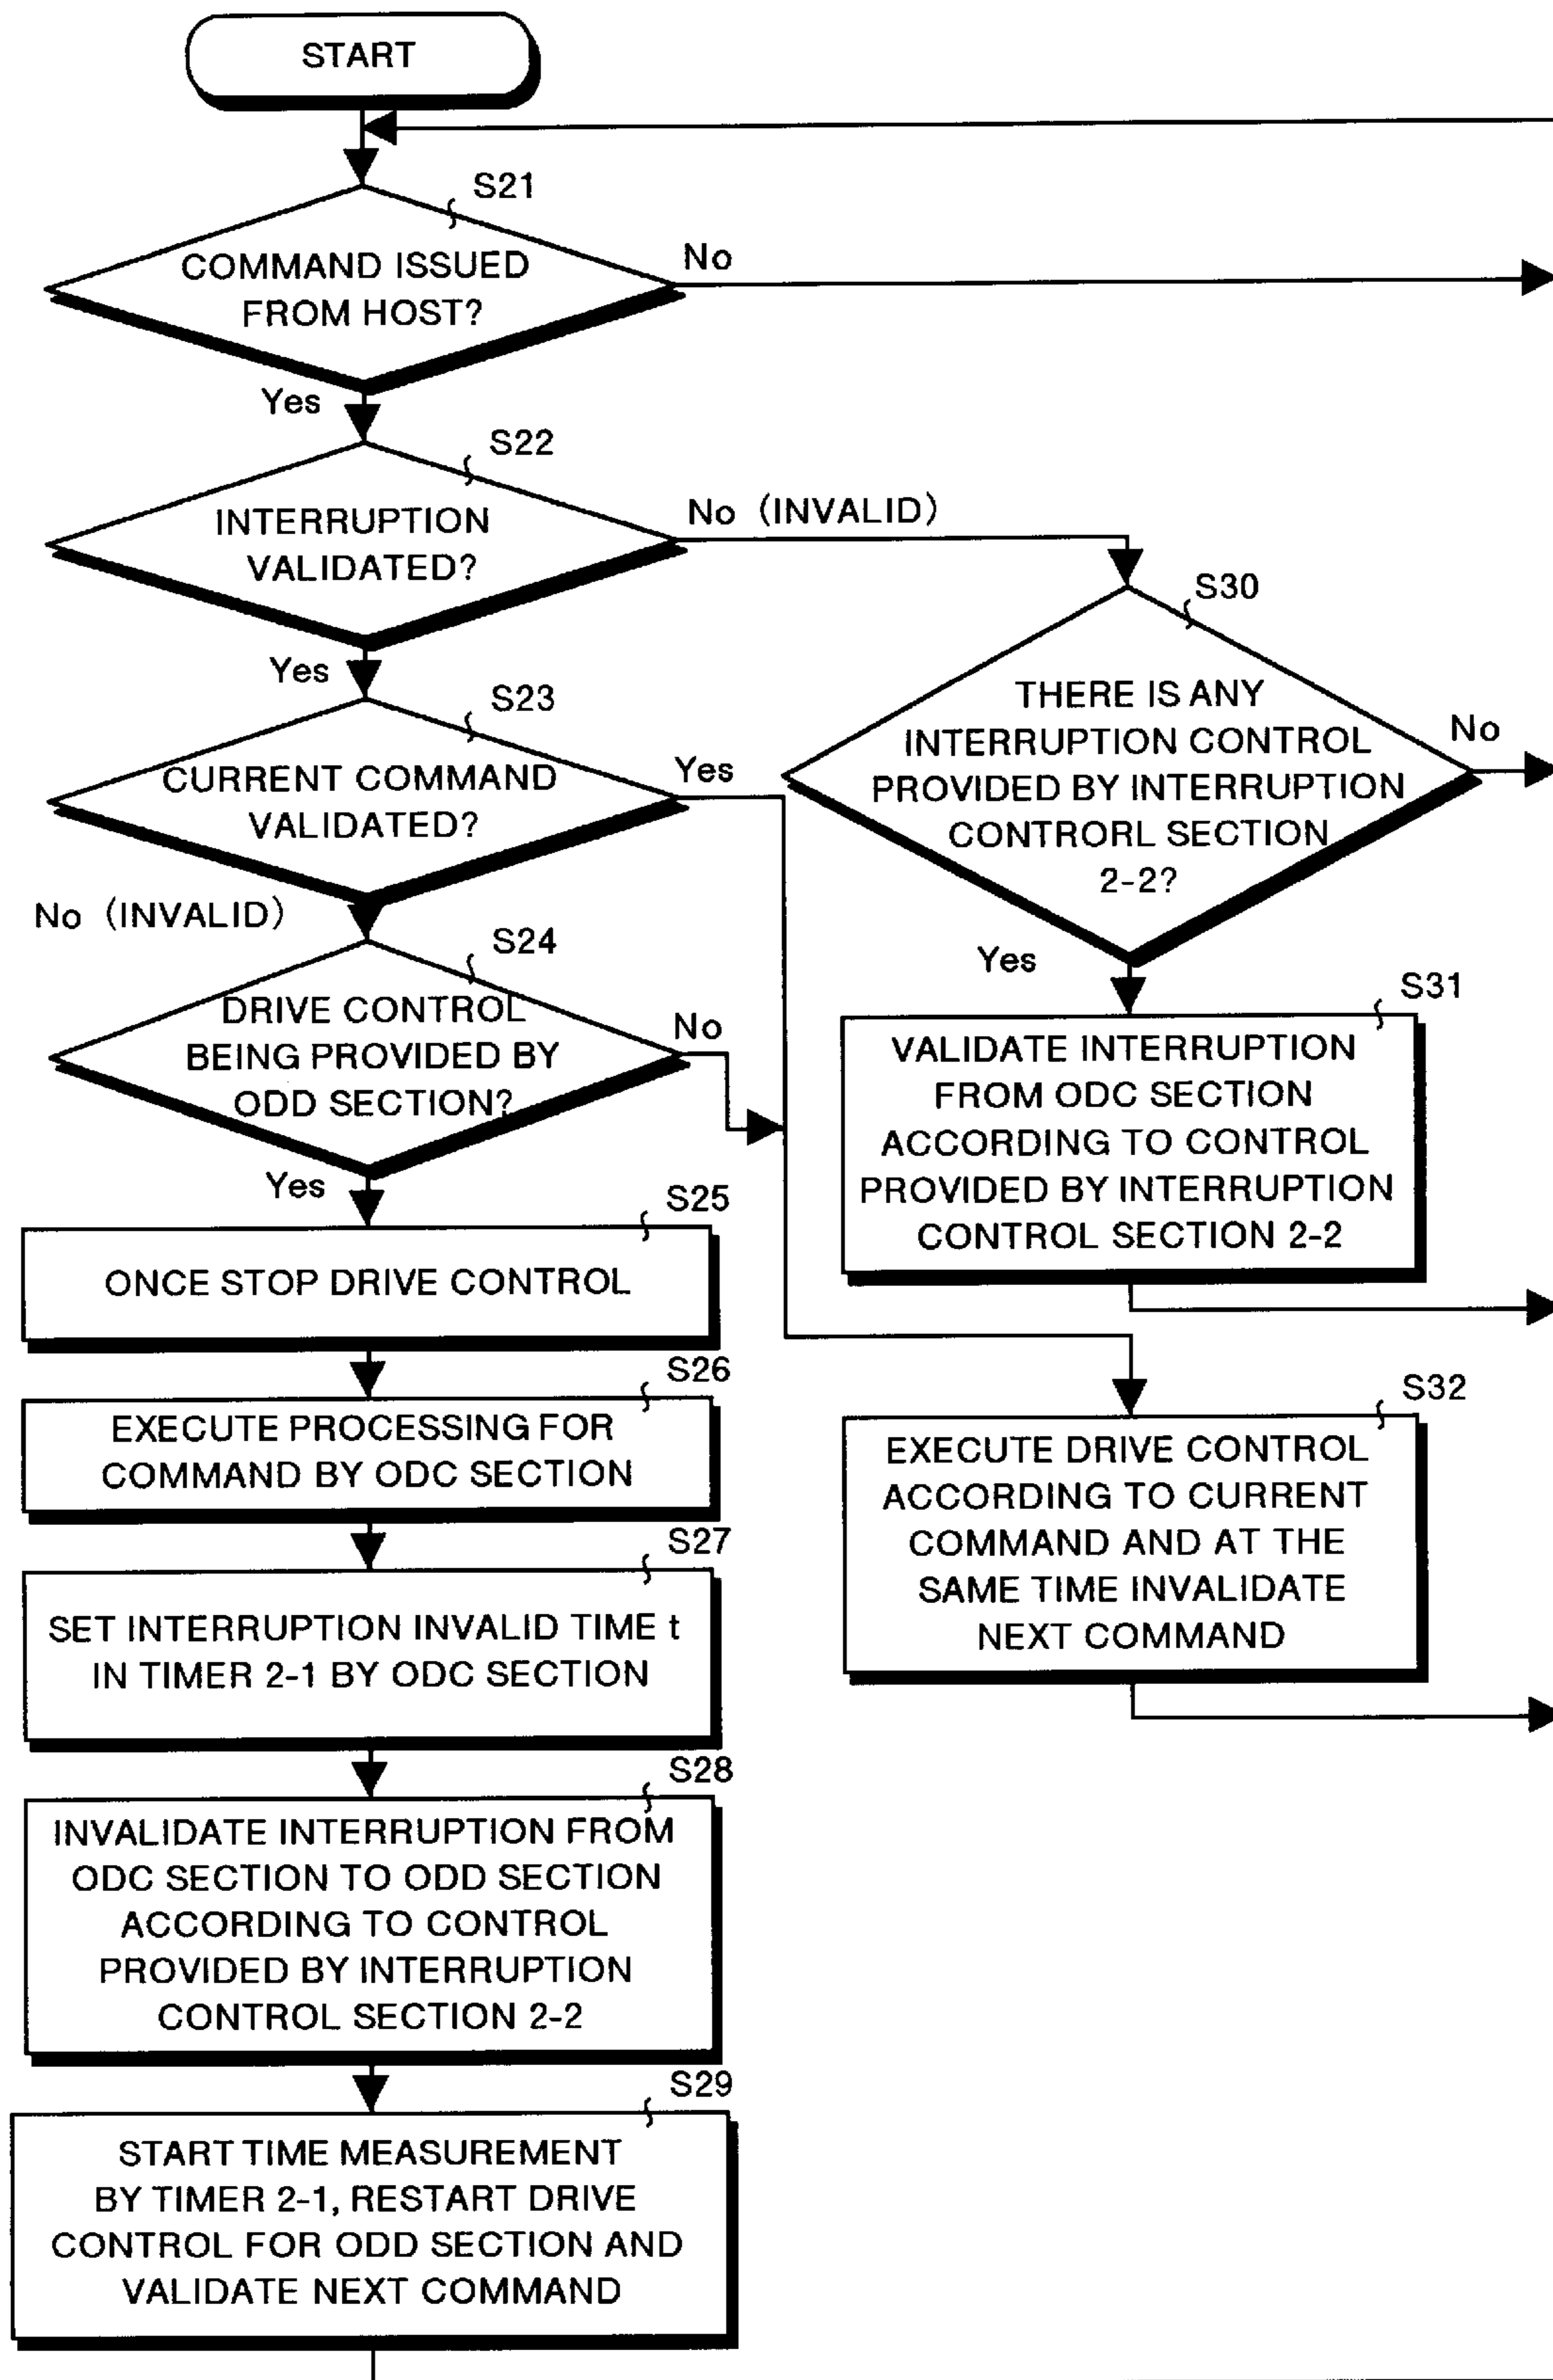 START
S21
COMMAND ISSUED
FROM HOST?
No
Yes
S22
INTERRUPTION
VALIDATED?
No (INVALID)
Yes
S23
CURRENT COMMAND
VALIDATED?
Yes
No (INVALID)
S24
DRIVE CONTROL
BEING PROVIDED BY
ODD SECTION?
No
Yes
S25
ONCE STOP DRIVE CONTROL
S26
EXECUTE PROCESSING FOR
COMMAND BY ODC SECTION
S27
SET INTERRUPTION INVALID TIME t
IN TIMER 2-1 BY ODC SECTION
S28
INVALIDATE INTERRUPTION FROM
ODC SECTION TO ODD SECTION
ACCORDING TO CONTROL
PROVIDED BY INTERRUPTION
CONTROL SECTION 2-2
S29
START TIME MEASUREMENT
BY TIMER 2-1, RESTART DRIVE
CONTROL FOR ODD SECTION AND
VALIDATE NEXT COMMAND
S30
THERE IS ANY
INTERRUPTION CONTROL
PROVIDED BY INTERRUPTION
CONTRORL SECTION
2-2?
No
Yes
S31
VALIDATE INTERRUPTION
FROM ODC SECTION
ACCORDING TO CONTROL
PROVIDED BY INTERRUPTION
CONTROL SECTION 2-2
S32
EXECUTE DRIVE CONTROL
ACCORDING TO CURRENT
COMMAND AND AT THE
SAME TIME INVALIDATE
NEXT COMMAND